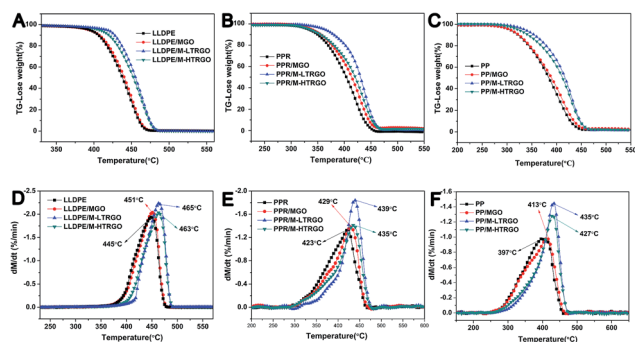 A
LLDPE
LLDPE/MGO
LLDPE/M-LTRGO
LLDPE/M-HTRGO
TG-Lose weight(%)
100
80
60
40
20
0
350 400 450 500 550
Temperature(°C)
B
PPR
PPR/MGO
PPR/M-LTRGO
PPR/M-HTRGO
TG-Lose weight(%)
100
80
60
40
20
0
250 300 350 400 450 500 550
Temperature(°C)
C
PP
PP/MGO
PP/M-LTRGO
PP/M-HTRGO
TG-Lose weight(%)
100
80
60
40
20
0
200 250 300 350 400 450 500 550
Temperature(°C)
D
LLDPE
LLDPE/MGO
LLDPE/M-LTRGO
LLDPE/M-HTRGO
451°C
465°C
445°C
463°C
dM/dt (%/min)
-2.5
-2.0
-1.5
-1.0
-0.5
0.0
250 300 350 400 450 500 550
Temperature(°C)
E
PPR
PPR/MGO
PPR/M-LTRGO
PPR/M-HTRGO
429°C
439°C
423°C
435°C
dM/dt (%/min)
-2.0
-1.6
-1.2
-0.8
-0.4
0.0
200 250 300 350 400 450 500 550 600
Temperature(°C)
F
PP
PP/MGO
PP/M-LTRGO
PP/M-HTRGO
413°C
435°C
427°C
397°C
dM/dt (%/min)
-1.6
-1.4
-1.2
-1.0
-0.8
-0.6
-0.4
-0.2
0.0
200 300 400 500 600
Temperature(°C)